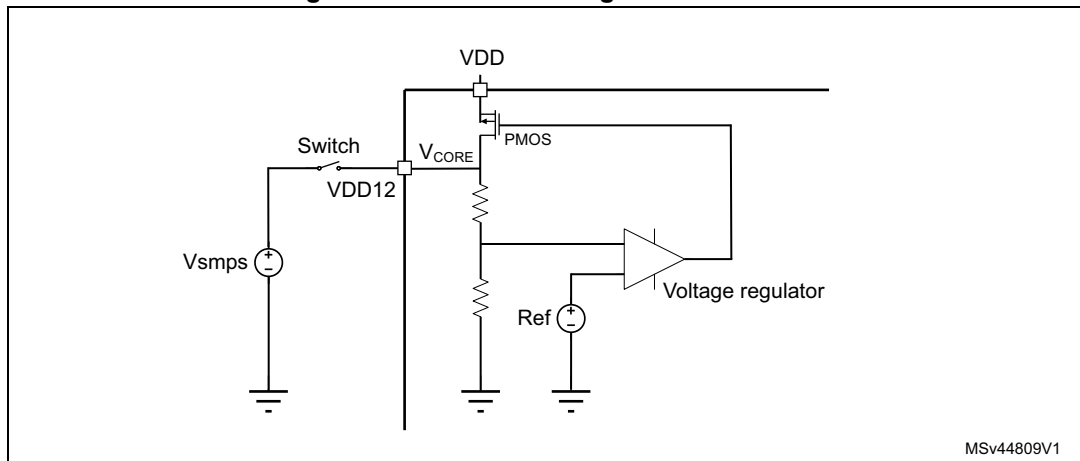 VDD
PMOS
Switch
VCORE
VDD12
Vsmps
+
−
Voltage regulator
Ref
+
−
MSv44809V1